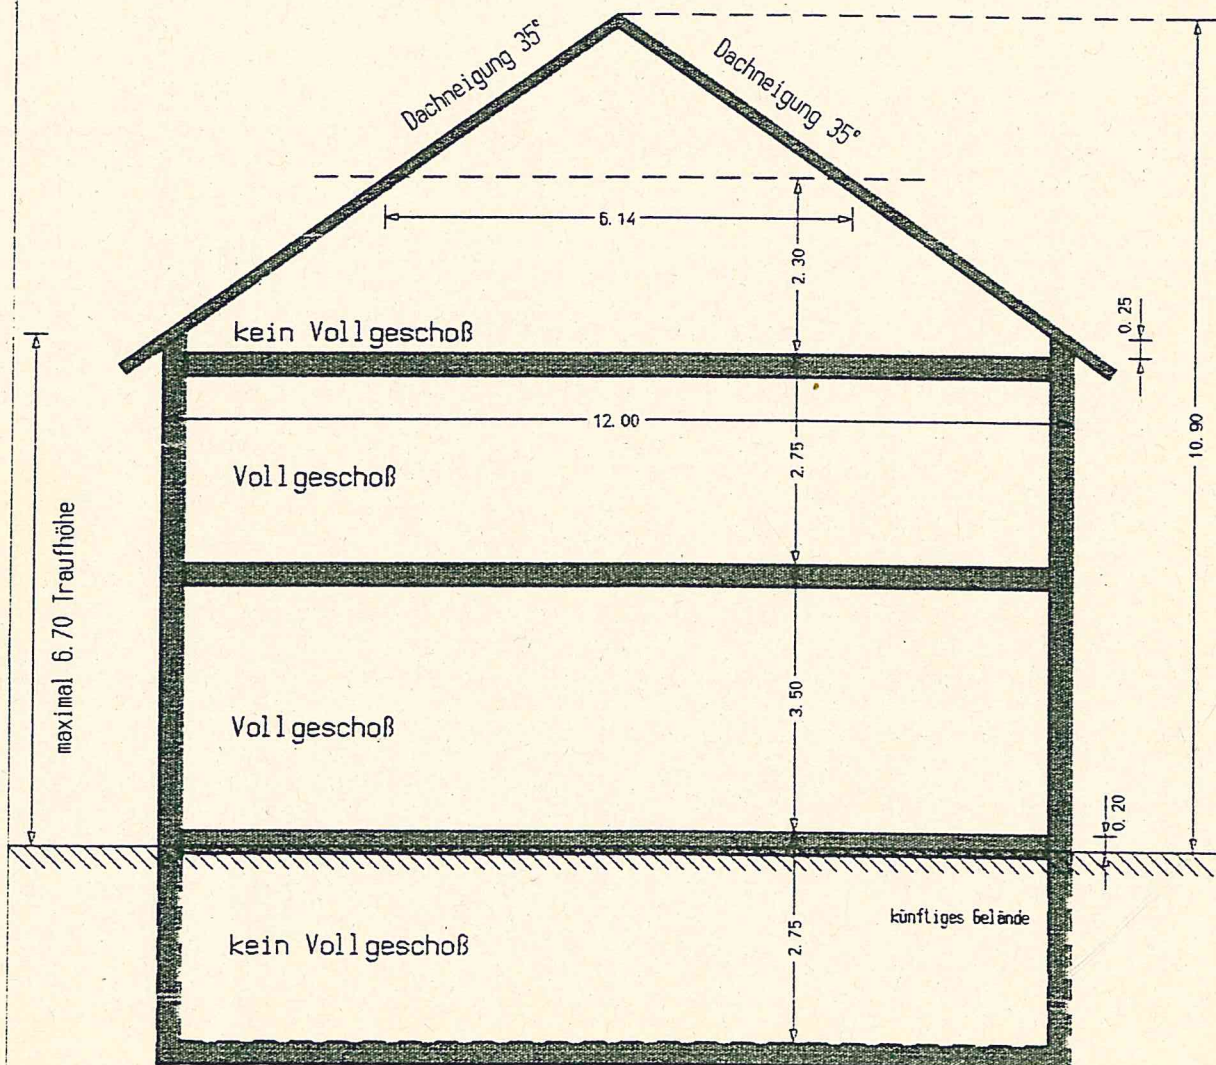 Dachneigung 35°
Dachneigung 35°
6.14
2.30
0.25
kein Vollgeschoß
12.00
10.90
2.75
Vollgeschoß
maximal 6.70 Traufhöhe
3.50
Vollgeschoß
0.20
künftiges Gelände
2.75
kein Vollgeschoß